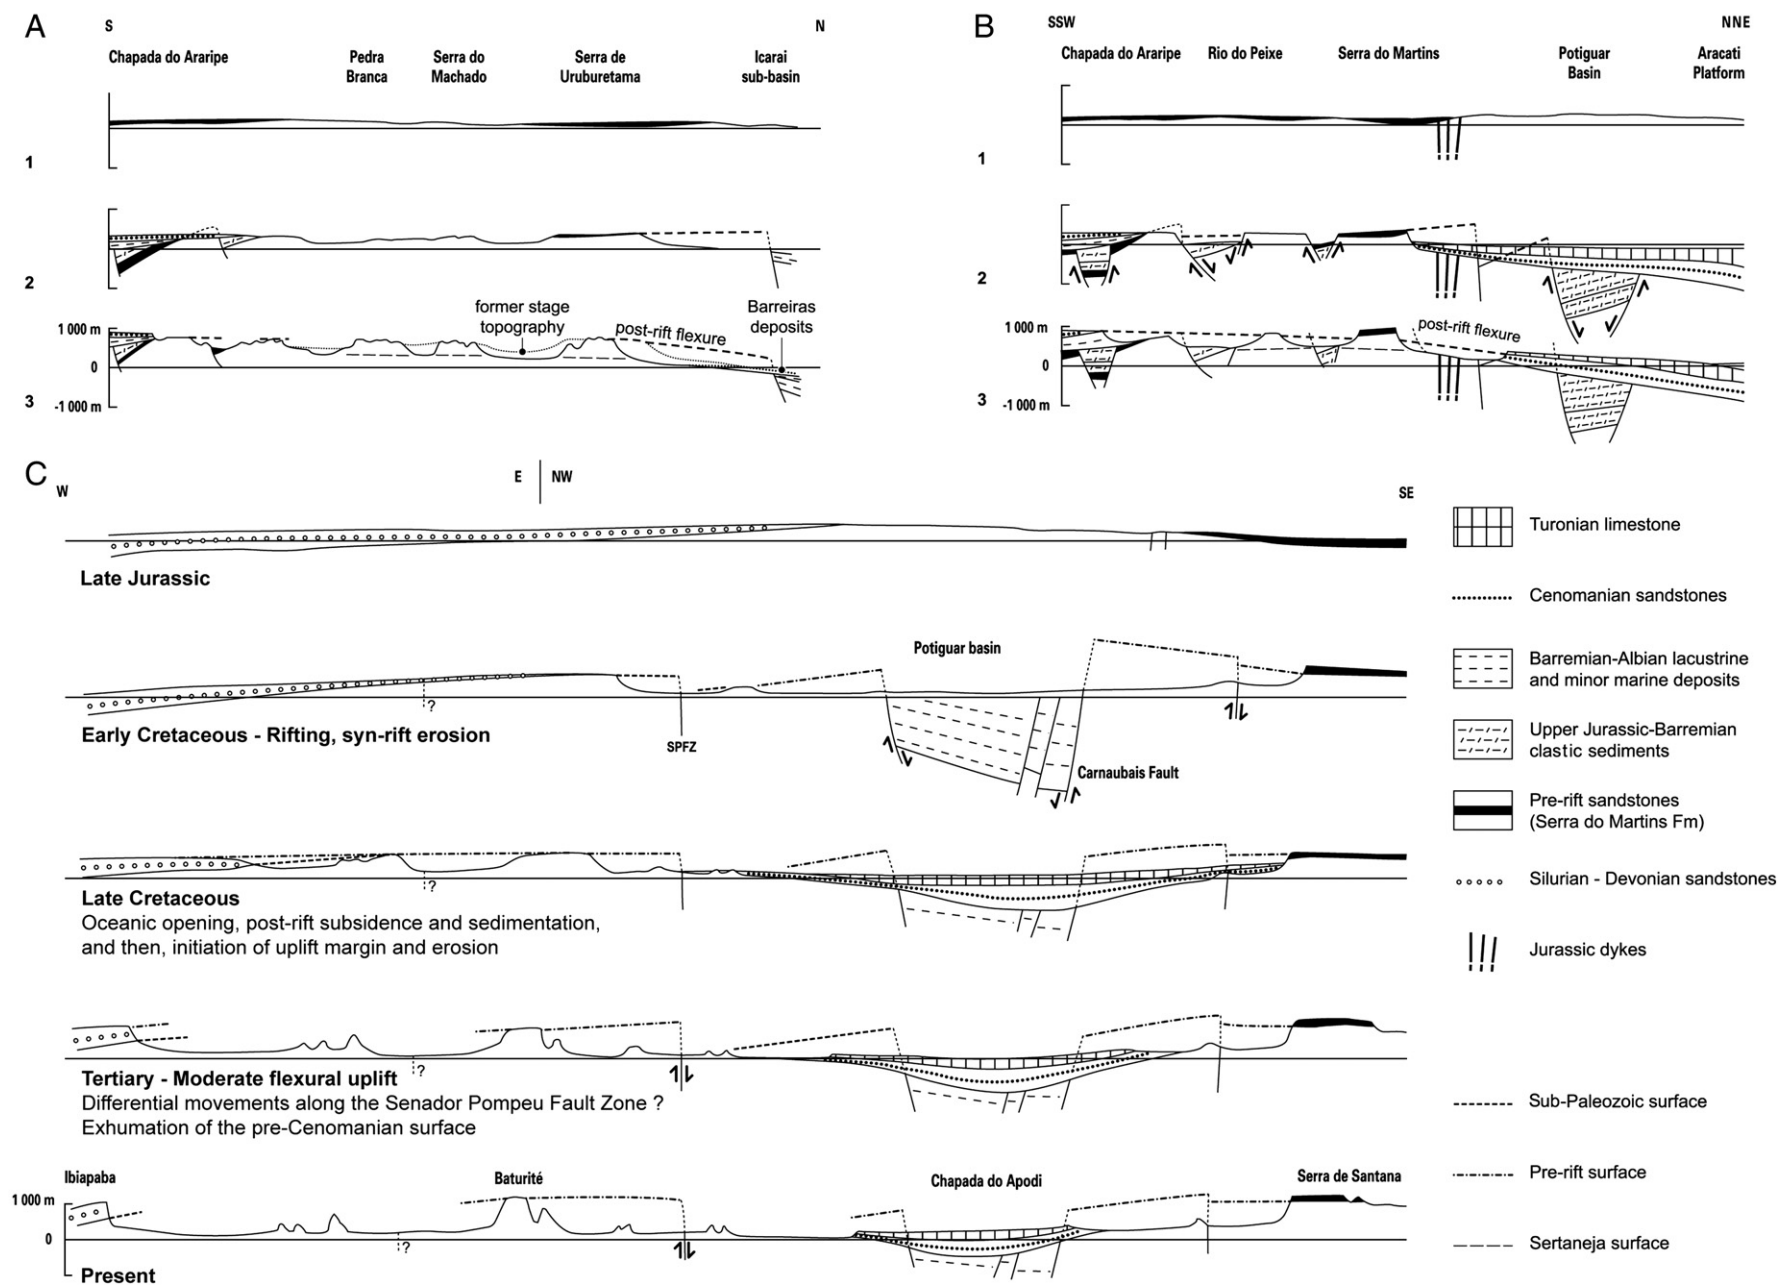 A
S
N
Chapada do Araripe
Pedra
Branca
Serra do
Machado
Serra de
Uruburetama
Icarai
sub-basin
1
2
former stage
topography
post-rift flexure
Barreiras
deposits
1 000 m
0
-1 000 m
3
B
SSW
NNE
Chapada do Araripe
Rio do Peixe
Serra do Martins
Potiguar
Basin
Aracati
Platform
1
2
1 000 m
0
-1 000 m
post-rift flexure
3
C
W
E
NW
SE
Late Jurassic
Potiguar basin
?
SPFZ
Carnaubais Fault
Early Cretaceous - Rifting, syn-rift erosion
?
Late Cretaceous
Oceanic opening, post-rift subsidence and sedimentation,
and then, initiation of uplift margin and erosion
?
Tertiary - Moderate flexural uplift
Differential movements along the Senador Pompeu Fault Zone ?
Exhumation of the pre-Cenomanian surface
Ibiapaba
Baturité
Chapada do Apodi
Serra de Santana
1 000 m
0
?
Present
Turonian limestone
Cenomanian sandstones
Barremian-Albian lacustrine
and minor marine deposits
Upper Jurassic-Barremian
clastic sediments
Pre-rift sandstones
(Serra do Martins Fm)
Silurian - Devonian sandstones
Jurassic dykes
Sub-Paleozoic surface
Pre-rift surface
Sertaneja surface